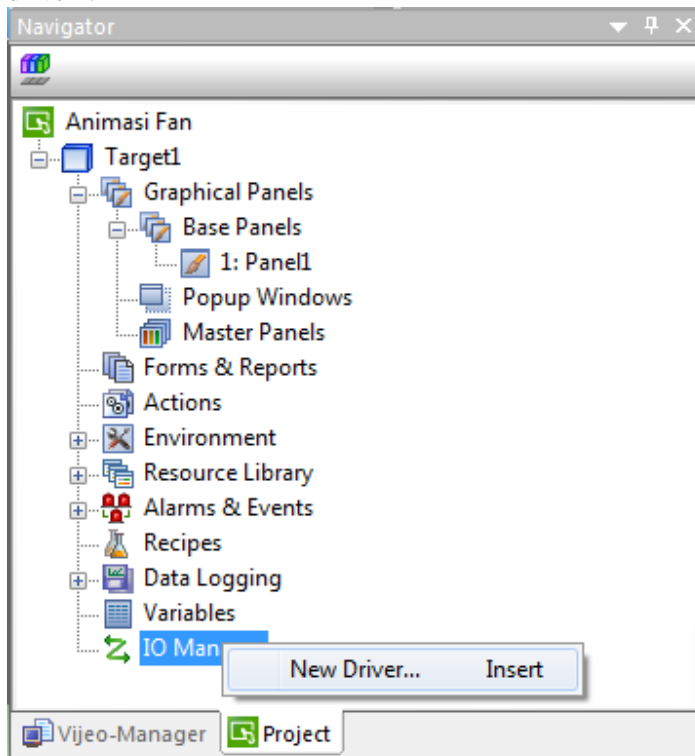 Navigator
Animasi Fan
Target1
Graphical Panels
Base Panels
1: Panel1
Popup Windows
Master Panels
Forms & Reports
Actions
Environment
Resource Library
Alarms & Events
Recipes
Data Logging
Variables
IO Man
New Driver... Insert
Vijeo-Manager Project